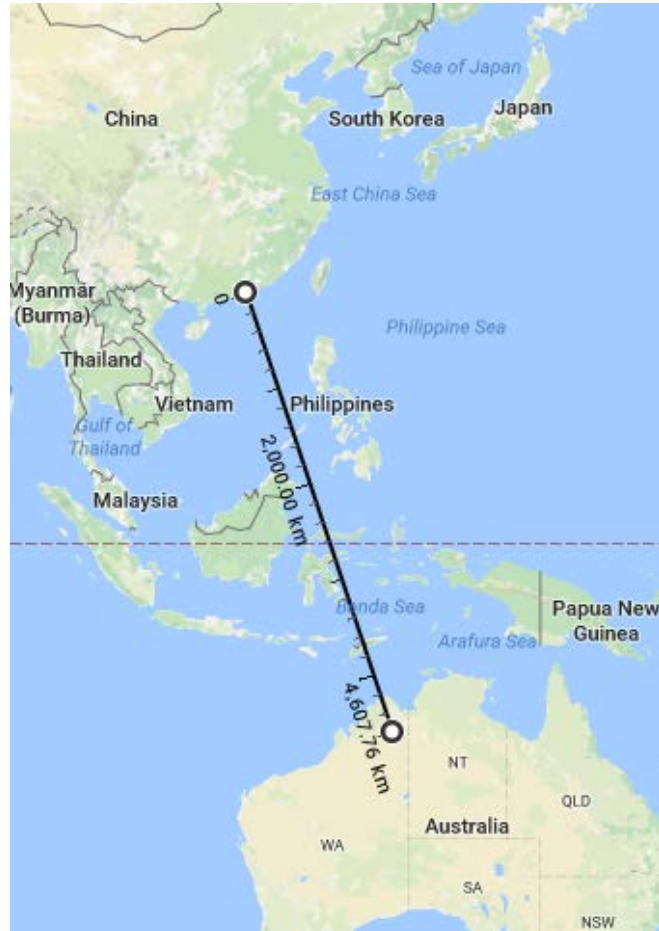 Sea of Japan
China
South Korea
Japan
East China Sea
Myanmar
(Burma)
0
Philippine Sea
Thailand
Vietnam
Philippines
Gulf of
Thailand
2,000.00 km
Malaysia
Banda Sea
Papua New
Guinea
Arafura Sea
4,607.76 km
NT
QLD
Australia
WA
SA
NSW